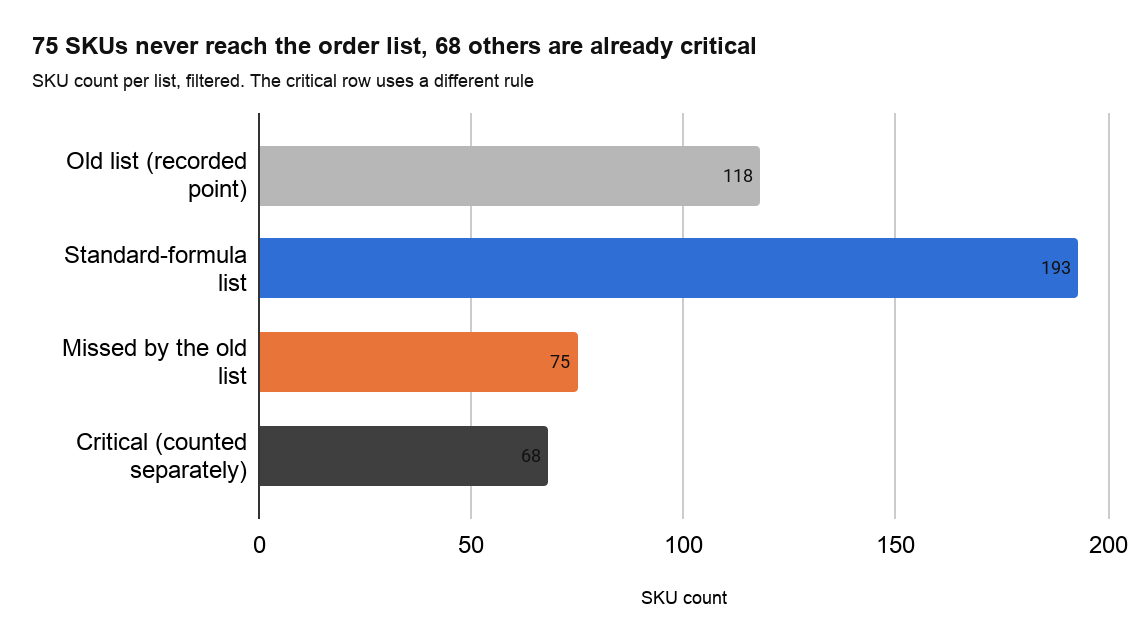 75 SKUs never reach the order list, 68 others are already critical
SKU count per list, filtered. The critical row uses a different rule
Old list (recorded
point)
118
Standard-formula
list
193
Missed by the old
list
75
Critical (counted
separately)
68
0 50 100 150 200
SKU count